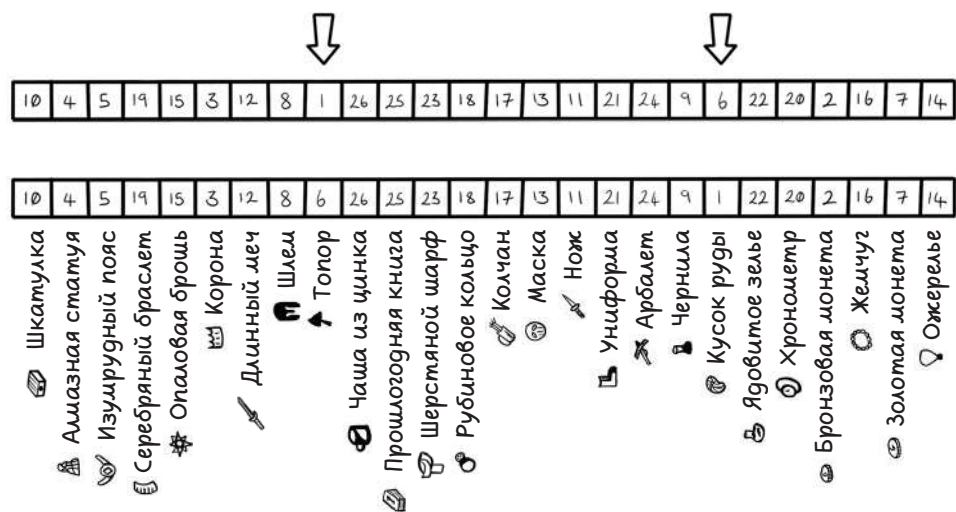 10 4 5 19 15 3 12 8 1 26 25 23 18 17 13 11 21 24 9 6 22 20 2 16 7 14
10 4 5 19 15 3 12 8 6 26 25 23 18 17 13 11 21 24 9 1 22 20 2 16 7 14
Шкатулка
Алмазная статуя
Изумрудный пояс
Серебряный браслет
Опаловая брошь
Корона
Длинный меч
Шлем
Топор
Чаша из цинка
Прошлогодняя книга
Шерстяной шарф
Рубиновое кольцо
Колчан
Маска
Нож
Униформа
Арбалет
Чернила
Кусок руды
Ядовитое зелье
Хронометр
Бронзовая монета
Жемчуг
Золотая монета
Ожерелье